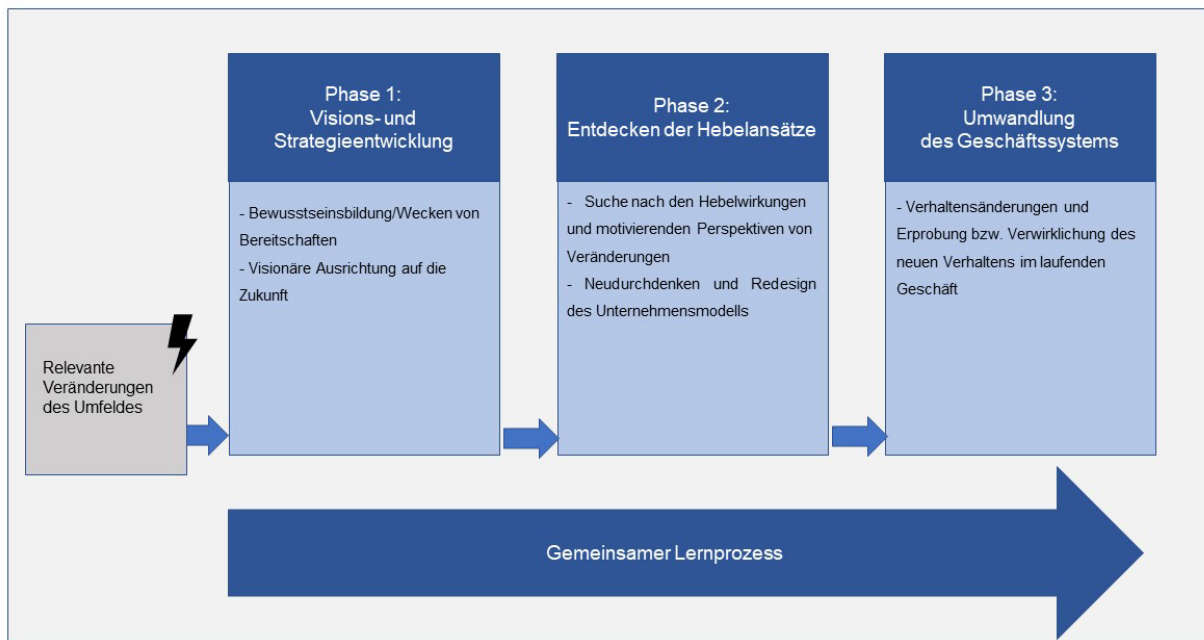 Phase 1:
Visions- und
Strategieentwicklung
- Bewusstseinsbildung/Wecken von
Bereitschaften
- Visionäre Ausrichtung auf die
Zukunft
Phase 2:
Entdecken der Hebelansätze
- Suche nach den Hebelwirkungen
und motivierenden Perspektiven von
Veränderungen
- Neudurchdenken und Redesign
des Unternehmensmodells
Phase 3:
Umwandlung
des Geschäftssystems
- Verhaltensänderungen und
Erprobung bzw. Verwirklichung des
neuen Verhaltens im laufenden
Geschäft
Relevante
Veränderungen
des Umfeldes
Gemeinsamer Lernprozess